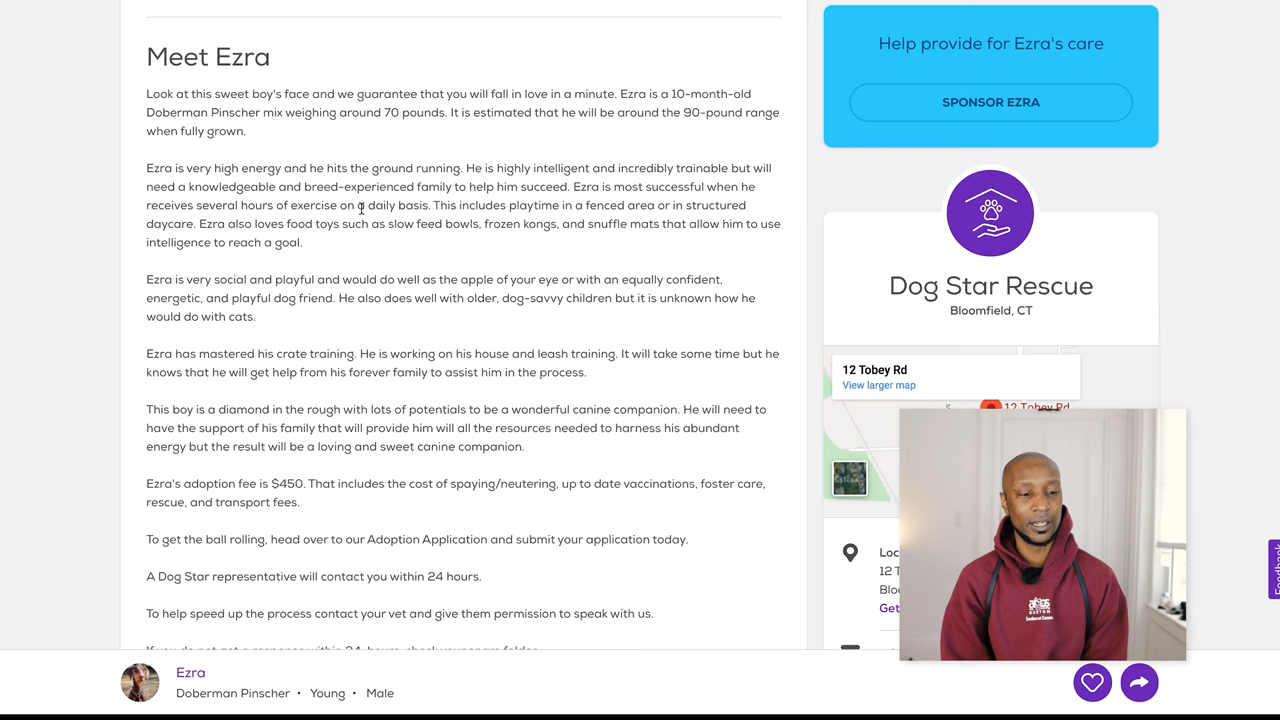 Meet Ezra
Look at this sweet boy's face and we guarantee that you will fall in love in a minute. Ezra is a 10-month-old
Doberman Pinscher mix weighing around 70 pounds. It is estimated that he will be around the 90-pound range
when fully grown.
Ezra is very high energy and he hits the ground running. He is highly intelligent and incredibly trainable but will
need a knowledgeable and breed-experienced family to help him succeed. Ezra is most successful when he
receives several hours of exercise on a daily basis. This includes playtime in a fenced area or in structured
daycare. Ezra also loves food toys such as slow feed bowls, frozen kongs, and snuffle mats that allow him to use
intelligence to reach a goal.
Ezra is very social and playful and would do well as the apple of your eye or with an equally confident,
energetic, and playful dog friend. He also does well with older, dog-savvy children but it is unknown how he
would do with cats.
Ezra has mastered his crate training. He is working on his house and leash training. It will take some time but he
knows that he will get help from his forever family to assist him in the process.
This boy is a diamond in the rough with lots of potentials to be a wonderful canine companion. He will need to
have the support of his family that will provide him will all the resources needed to harness his abundant
energy but the result will be a loving and sweet canine companion.
Ezra's adoption fee is $450. That includes the cost of spaying/neutering, up to date vaccinations, foster care,
rescue, and transport fees.
To get the ball rolling, head over to our Adoption Application and submit your application today.
A Dog Star representative will contact you within 24 hours.
To help speed up the process contact your vet and give them permission to speak with us.
Help provide for Ezra's care
SPONSOR EZRA
Dog Star Rescue
Bloomfield, CT
12 Tobey Rd
View larger map
12 Tobey Rd
Loc
12 T
Bloo
Get
Feedback
Ezra
Doberman Pinscher • Young • Male